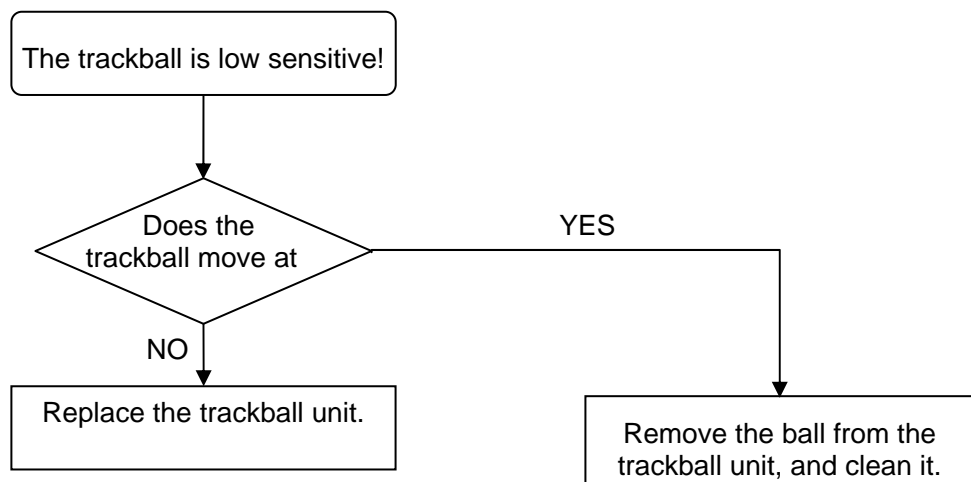 The trackball is low sensitive!
Does the
trackball move at
YES
NO
Replace the trackball unit.
Remove the ball from the
trackball unit, and clean it.